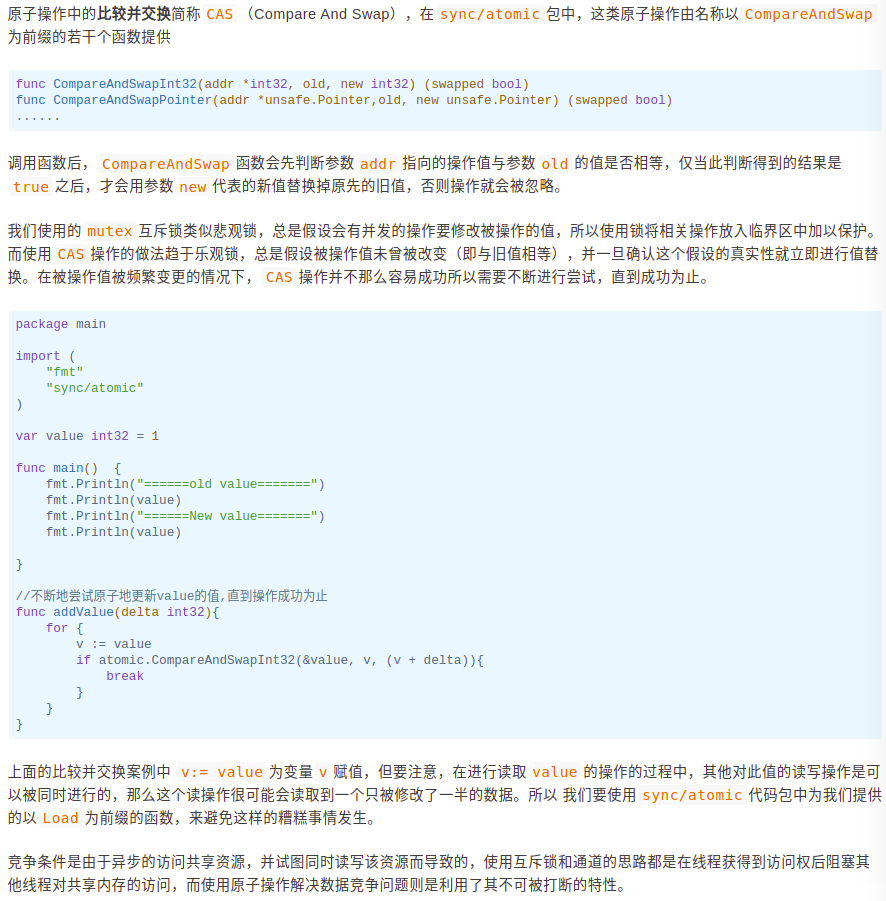 原子操作中的比较并交换简称 CAS（Compare And Swap），在 sync/atomic 包中，这类原子操作由名称以 CompareAndSwap
为前缀的若干个函数提供
func CompareAndSwapInt32(addr *int32, old, new int32) (swapped bool)
func CompareAndSwapPointer(addr *unsafe.Pointer,old, new unsafe.Pointer) (swapped bool)
......
调用函数后， CompareAndSwap 函数会先判断参数 addr 指向的操作值与参数 old 的值是否相等，仅当此判断得到的结果是
true 之后，才会用参数 new 代表的新值替换掉原先的旧值，否则操作就会被忽略。
我们使用的 mutex 互斥锁类似悲观锁，总是假设会有并发的操作要修改被操作的值，所以使用锁将相关操作放入临界区中加以保护。
而使用 CAS 操作的做法趋于乐观锁，总是假设被操作值未曾被改变（即与旧值相等），并一旦确认这个假设的真实性就立即进行值替
换。在被操作值被频繁变更的情况下， CAS 操作并不那么容易成功所以需要不断进行尝试，直到成功为止。
package main
import (
    "fmt"
    "sync/atomic"
)
var value int32 = 1
func main()  {
    fmt.Println("======old value=======")
    fmt.Println(value)
    fmt.Println("======New value=======")
    fmt.Println(value)
}
//不断地尝试原子地更新value的值,直到操作成功为止
func addValue(delta int32){
    for {
        v := value
        if atomic.CompareAndSwapInt32(&value, v, (v + delta)){
            break
        }
    }
}
上面的比较并交换案例中 v:= value 为变量 v 赋值，但要注意，在进行读取 value 的操作的过程中，其他对此值的读写操作是可
以被同时进行的，那么这个读操作很可能会读取到一个只被修改了一半的数据。所以 我们要使用 sync/atomic 代码包中为我们提供
的以 Load 为前缀的函数，来避免这样的糟糕事情发生。
竞争条件是由于异步的访问共享资源，并试图同时读写该资源而导致的，使用互斥锁和通道的思路都是在线程获得到访问权后阻塞其
他线程对共享内存的访问，而使用原子操作解决数据竞争问题则是利用了其不可被打断的特性。